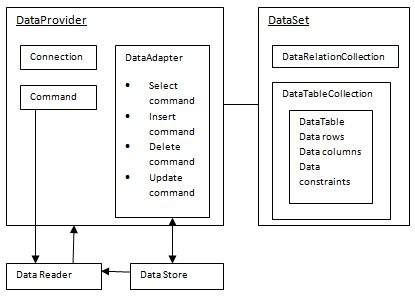 DataProvider
Connection
Command
DataAdapter
• Select
command
• Insert
command
• Delete
command
• Update
command
DataSet
DataRelationCollection
DataTableCollection
DataTable
Data rows
Data columns
Data
constraints
Data Reader
Data Store